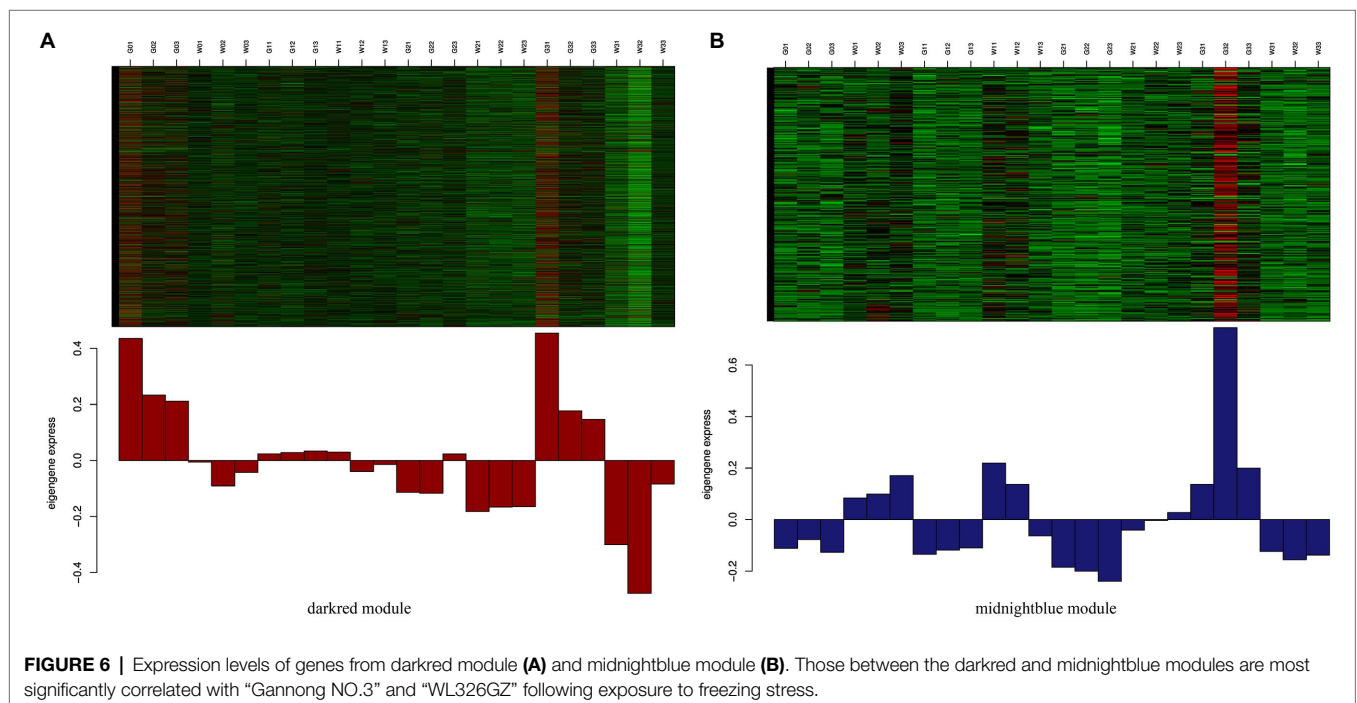 A
G01 G02 G03 W01 W02 W03 G11 G12 G13 W11 W12 W13 G21 G22 G23 W21 W22 W23 G31 G32 G33 W31 W32 W33
eigengene express
0.4
0.2
0.0
−0.2
−0.4
darkred module
B
G01 G02 G03 W01 W02 W03 G11 G12 G13 W11 W12 W13 G21 G22 G23 W21 W22 W23 G31 G32 G33 W31 W32 W33
eigengene express
0.6
0.4
0.2
0.0
−0.2
midnightblue module
FIGURE 6 | Expression levels of genes from darkred module (A) and midnightblue module (B). Those between the darkred and midnightblue modules are most
significantly correlated with “Gannong NO.3” and “WL326GZ” following exposure to freezing stress.